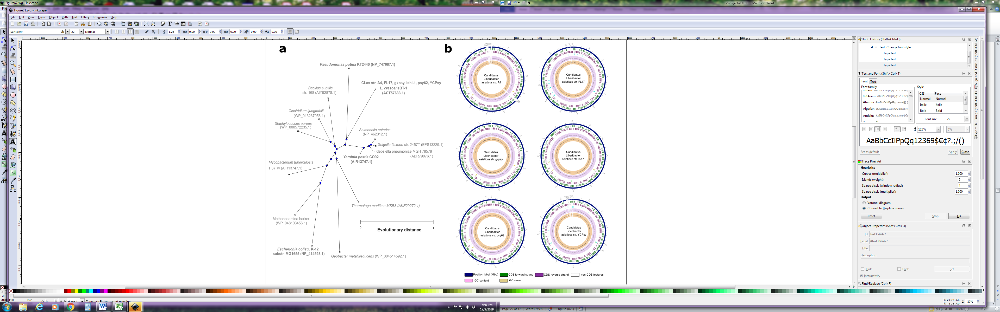 FigureS7.svg - Inkscape
ZunigaetalUCSD - Microsoft Word
FigureS1.svg - Inkscape
File Edit View Layer Object Path Text Filters Extensions Help
SansSerif 22 Normal 1.25 0.00 0.00 0.00 0.00 0.00
a
Pseudomonas putida KT2440 (NP_747087.1)
CLas str. A4, FL17, gxpsy, Ishi-1, psy62, YCPsy
L. crescensBT-1
(ACT57633.1)
Bacillus subtilis
str. 168 (AIY92878.1)
Clostridium ljungdahlii
(WP_013237956.1)
Staphylococcus aureus
(WP_000572235.1)
Salmonella enterica
(NP_462312.1)
Shigella flexneri str. 2457T (EFS13229.1)
Klebsiella pneumoniae MGH 78578
(ABR79076.1)
Yersinia pestis CO92
(AIR13747.1)
Mycobacterium tuberculosis
H37Rv (AIR13747.1)
Thermotoga maritima MSB8 (AKE29272.1)
Methanosarcina barkeri
(WP_048103456.1)
0 1
Evolutionary distance
Escherichia colistr. K-12
substr. MG1655 (NP_414593.1)
Geobacter metallireducens (WP_004514592.1)
b
Candidatus
Liberibacter
asiaticus str. A4
Candidatus
Liberibacter
asiaticus str. FL17
Candidatus
Liberibacter
asiaticus str. gxpsy
Candidatus
Liberibacter
asiaticus str. Ish-1
Candidatus
Liberibacter
asiaticus str. psy62
Candidatus
Liberibacter
asiaticus str. YCPsy
Position label (Mbp) CDS forward strand CDS reverse strand non-CDS features
GC content GC skew
Undo History (Shift+Ctrl+H)
4 Text: Change font style
Type text
Type text
Type text
Text and Font (Shift+Ctrl+T)
Font Text
Font family Style
CSS Face
8514oem AaBbCcIiPpQq12369$
Normal Normal
Aharoni
Italic Italic
Algerian
Bold Bold
Andalus
Font size: 22
125% 0%
AaBbCcIiPpQq12369$€¢?.;/()
Set as default Apply Close
Trace Pixel Art
Heuristics
Curves (multiplier): 1.000
Islands (weight): 5
Sparse pixels (window radius): 4
Sparse pixels (multiplier): 1.000
Output
Voronoi diagram
Convert to B-spline curves
Reset Stop OK
Object Properties (Shift+Ctrl+O)
ID: text30494-7
Label: #text30494-7
Title:
Description:
Hide Lock Set
Interactivity
Find/Replace (Ctrl+F)
Align and Distribute (Shift+Ctrl+A)
Export PNG Image (Shift+Ctrl+E)
Fill: N/A
X: 2127.55
Y: 306.40
Z: 87%
7:56 PM
12/9/2019
Page: 29 of 47 Words: 9,995 English (U.S.) 160%